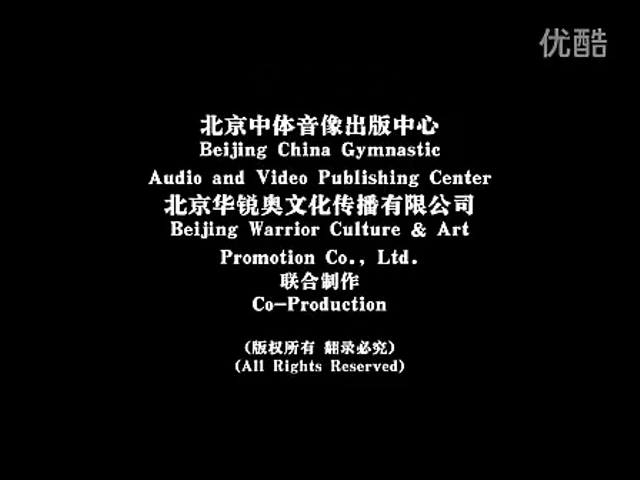 优酷
北京中体音像出版中心
Beijing China Gymnastic
Audio and Video Publishing Center
北京华锐奥文化传播有限公司
Beijing Warrior Culture & Art
Promotion Co., Ltd.
联合制作
Co-Production
（版权所有 翻录必究）
(All Rights Reserved)